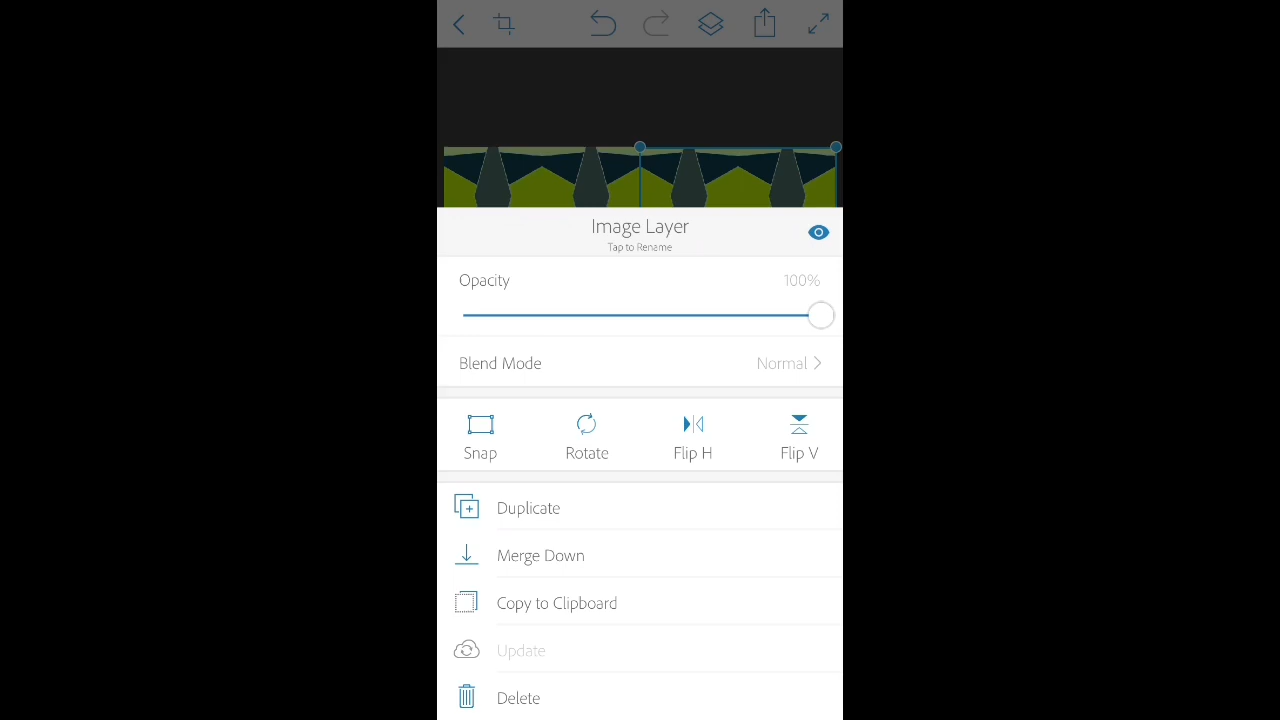 Image Layer
Tap to Rename
Opacity 100%
Blend Mode Normal
Snap Rotate Flip H Flip V
Duplicate
Merge Down
Copy to Clipboard
Update
Delete